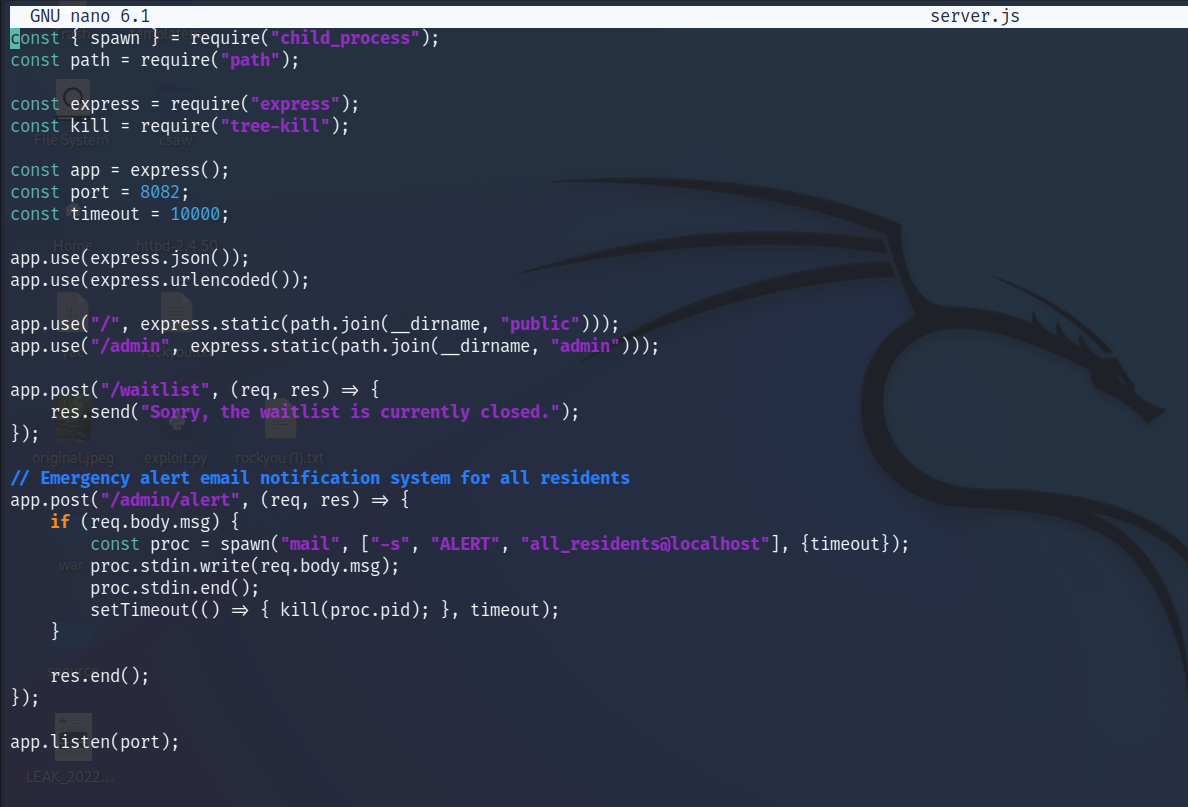 GNU nano 6.1 server.js
const { spawn } = require("child_process");
const path = require("path");
const express = require("express");
const kill = require("tree-kill");
File System
csaw
const app = express();
const port = 8082;
const timeout = 10000;
Home
httpd-2.4.50
app.use(express.json());
app.use(express.urlencoded());
app.use("/", express.static(path.join(__dirname, "public")));
app.use("/admin", express.static(path.join(__dirname, "admin")));
app.post("/waitlist", (req, res) => {
res.send("Sorry, the waitlist is currently closed.");
});
original.jpeg
exploit.py
rockyou (1).txt
// Emergency alert email notification system for all residents
app.post("/admin/alert", (req, res) => {
if (req.body.msg) {
const proc = spawn("mail", ["-s", "ALERT", "all_residents@localhost"], {timeout});
war
proc.stdin.write(req.body.msg);
proc.stdin.end();
setTimeout(() => { kill(proc.pid); }, timeout);
}
res.end();
});
app.listen(port);
LEAK_2022...